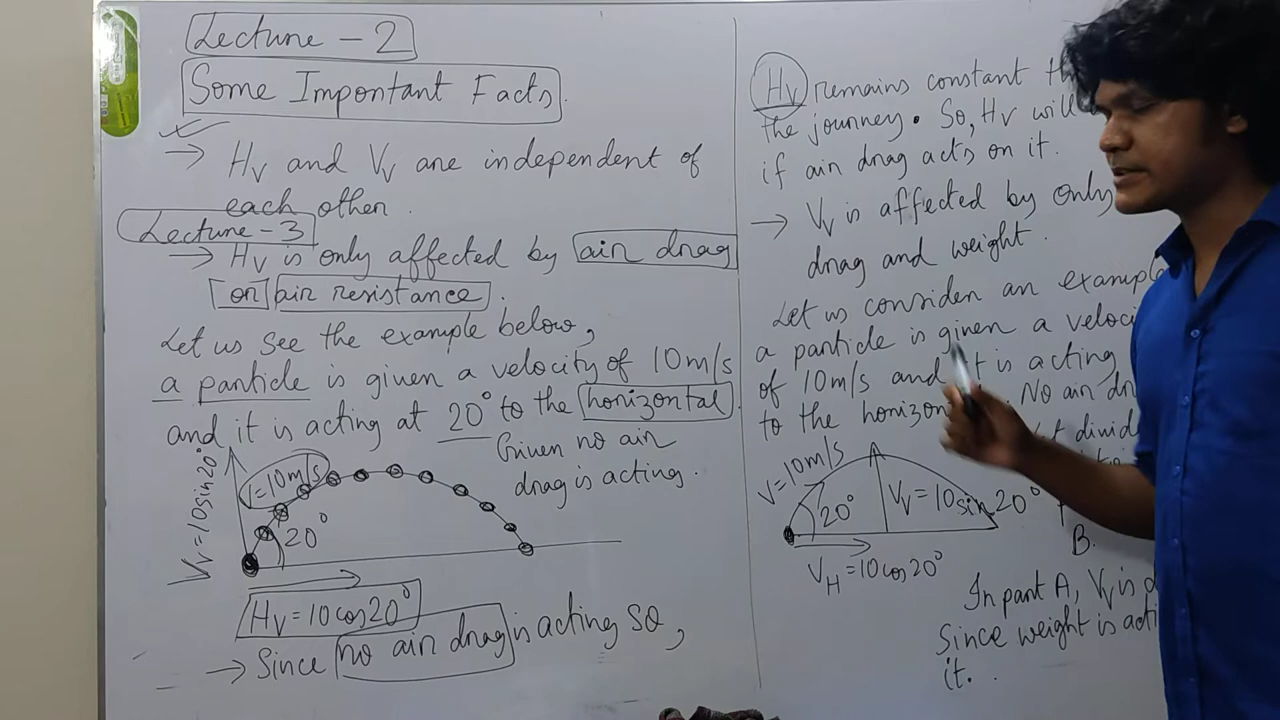 Lecture - 2
Some Important Facts.
→ Hv and Vv are independent of
each other.
Lecture - 3
→ Hv is only affected by air drag
or air resistance.
Let us see the example below,
a particle is given a velocity of 10m/s
and it is acting at 20° to the horizontal
Given no air
drag is acting.
Vv=10sin20°
V=10m/s
20°
Hv=10cos20°
→ Since no air drag is acting so,
Hv remains constant
the journey. So, Hv will
if air drag acts on it.
→ Vv is affected by only
drag and weight.
Let us consider an example
a particle is given a
of 10m/s and it is acting
to the No air
V=10m/s
20°
A
Vv=10sin20°
VH=10cos20°
B.
In part A, Vv is
Since weight is
it.